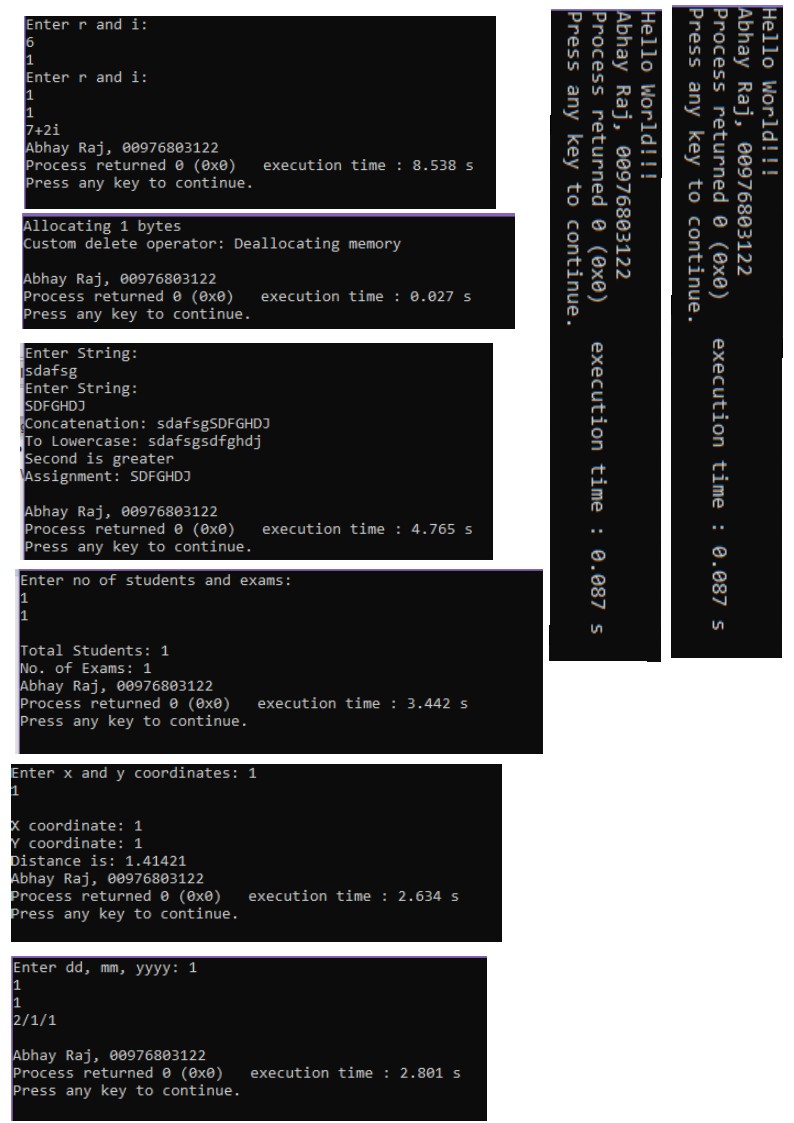 Enter r and i:
6
1
Enter r and i:
1
1
7+2i
Abhay Raj, 00976803122
Process returned 0 (0x0)   execution time : 8.538 s
Press any key to continue.
Allocating 1 bytes
Custom delete operator: Deallocating memory
Abhay Raj, 00976803122
Process returned 0 (0x0)   execution time : 0.027 s
Press any key to continue.
Enter String:
sdafsg
Enter String:
SDFGHDJ
Concatenation: sdafsgSDFGHDJ
To Lowercase: sdafsgsdfghdj
Second is greater
Assignment: SDFGHDJ
Abhay Raj, 00976803122
Process returned 0 (0x0)   execution time : 4.765 s
Press any key to continue.
Enter no of students and exams:
1
1
Total Students: 1
No. of Exams: 1
Abhay Raj, 00976803122
Process returned 0 (0x0)   execution time : 3.442 s
Press any key to continue.
Enter x and y coordinates: 1
1
X coordinate: 1
Y coordinate: 1
Distance is: 1.41421
Abhay Raj, 00976803122
Process returned 0 (0x0)   execution time : 2.634 s
Press any key to continue.
Enter dd, mm, yyyy: 1
1
1
2/1/1
Abhay Raj, 00976803122
Process returned 0 (0x0)   execution time : 2.801 s
Press any key to continue.
Hello World!!!
Abhay Raj, 00976803122
Process returned 0 (0x0)   execution time : 0.087 s
Press any key to continue.
Hello World!!!
Abhay Raj, 00976803122
Process returned 0 (0x0)   execution time : 0.087 s
Press any key to continue.